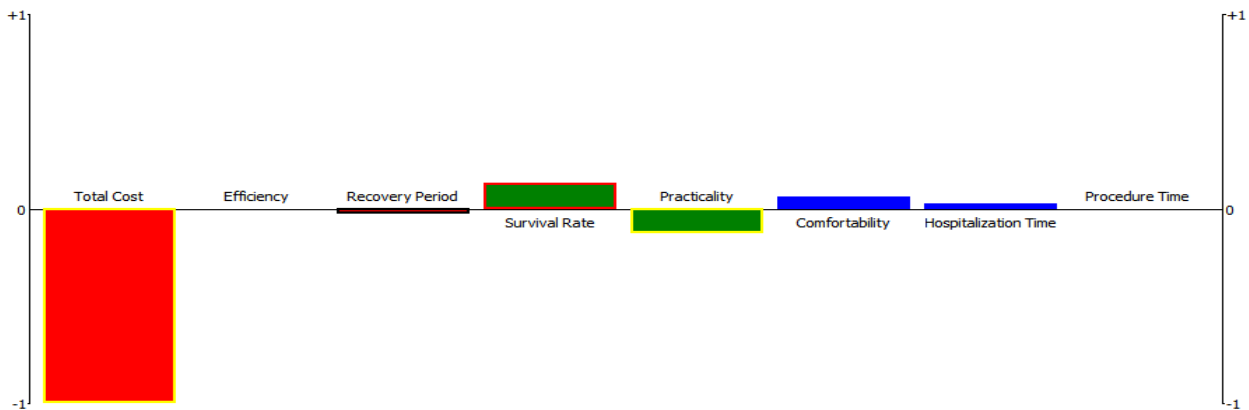 +1 +1
Total Cost Efficiency Recovery Period Practicality Procedure Time
0 0
Survival Rate Comfortability Hospitalization Time
-1 -1